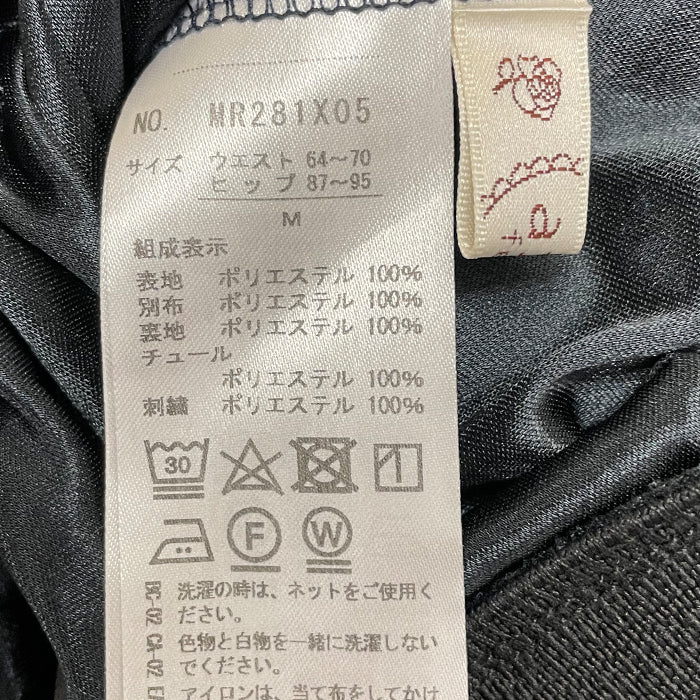 NO. MR281X05
サイズ ウエスト 64～70
ヒップ 87～95
M
組成表示
表地 ポリエステル 100%
別布 ポリエステル 100%
裏地 ポリエステル 100%
チュール
ポリエステル 100%
刺繍 ポリエステル 100%
30
F
W
洗濯の時は、ネットをご使用く
ださい。
色物と白物を一緒に洗濯しない
でください。
アイロンは、当て布をしてかけ
BC-02
CA-02